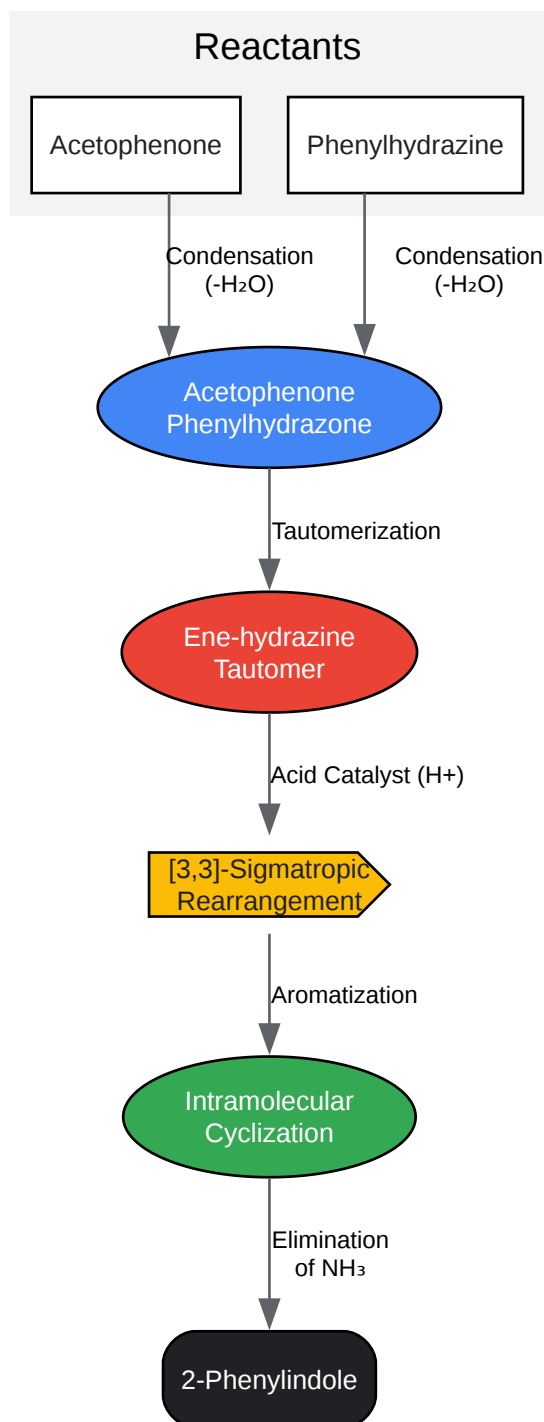 Reactants
Acetophenone
Phenylhydrazine
Condensation
(-H₂O)
Condensation
(-H₂O)
Acetophenone
Phenylhydrazone
Tautomerization
Ene-hydrazine
Tautomer
Acid Catalyst (H+)
[3,3]-Sigmatropic
Rearrangement
Aromatization
Intramolecular
Cyclization
Elimination
of NH₃
2-Phenylindole